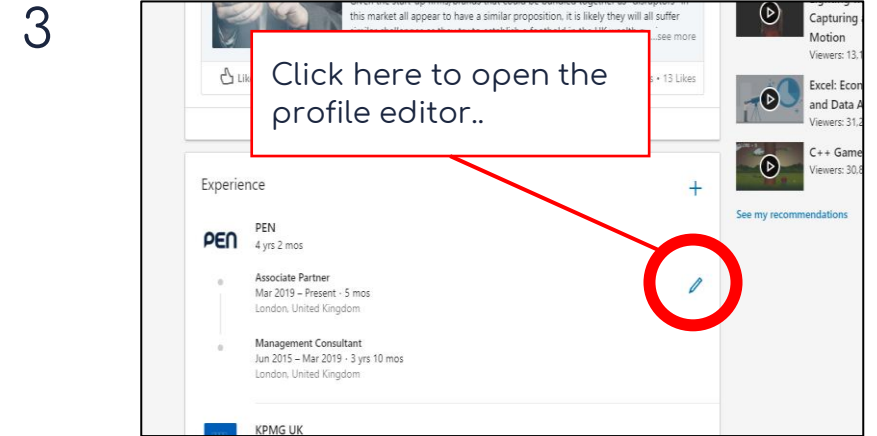 3
this market all appear to have a similar proposition, it is likely they will all suffer
...see more
Lik
• 13 Likes
Click here to open the
profile editor..
Capturing
Motion
Viewers: 13,1
Excel: Econ
and Data A
Viewers: 31,2
C++ Game
Viewers: 30,8
See my recommendations
Experience
PEN
PEN
4 yrs 2 mos
Associate Partner
Mar 2019 – Present · 5 mos
London, United Kingdom
Management Consultant
Jun 2015 – Mar 2019 · 3 yrs 10 mos
London, United Kingdom
KPMG UK